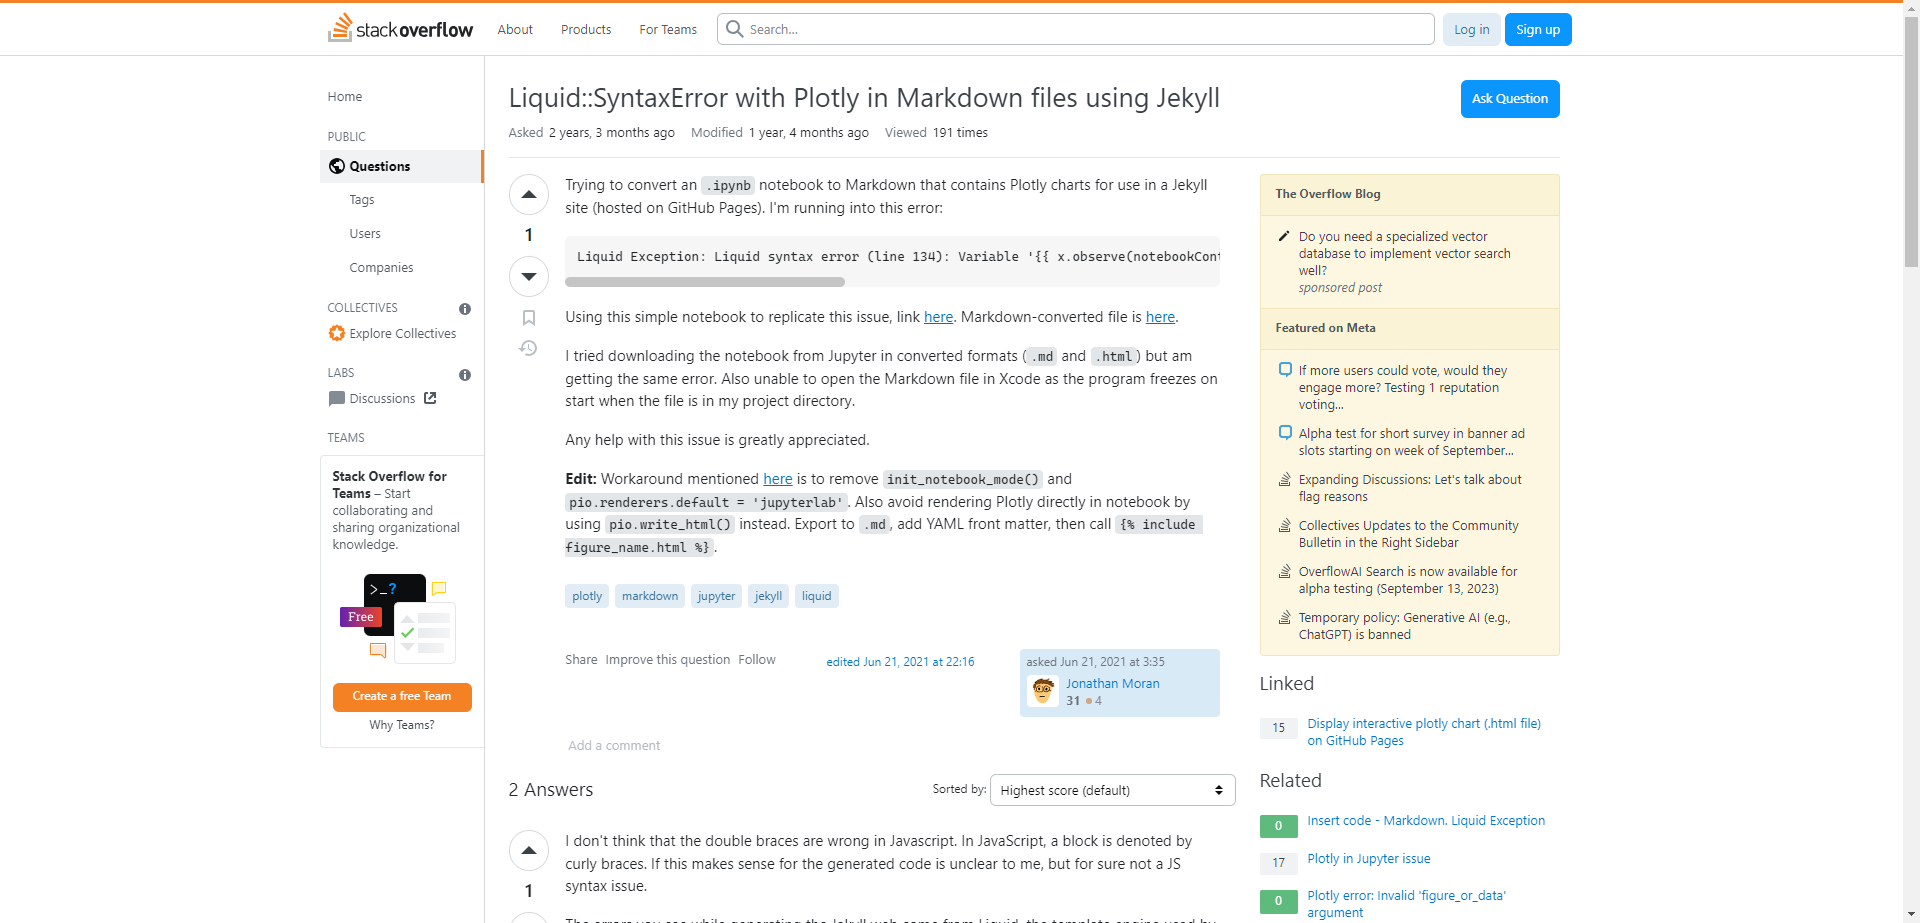 stack overflow
About
Products
For Teams
Search...
Log in
Sign up
Home
PUBLIC
Questions
Tags
Users
Companies
COLLECTIVES
Explore Collectives
LABS
Discussions
TEAMS
Stack Overflow for
Teams – Start
collaborating and
sharing organizational
knowledge.
>_?
Free
Create a free Team
Why Teams?
Liquid::SyntaxError with Plotly in Markdown files using Jekyll
Ask Question
Asked 2 years, 3 months ago Modified 1 year, 4 months ago Viewed 191 times
1
Trying to convert an .ipynb notebook to Markdown that contains Plotly charts for use in a Jekyll
site (hosted on GitHub Pages). I'm running into this error:
Liquid Exception: Liquid syntax error (line 134): Variable '{{ x.observe(notebookCont
Using this simple notebook to replicate this issue, link here. Markdown-converted file is here.
I tried downloading the notebook from Jupyter in converted formats (.md and .html) but am
getting the same error. Also unable to open the Markdown file in Xcode as the program freezes on
start when the file is in my project directory.
Any help with this issue is greatly appreciated.
Edit: Workaround mentioned here is to remove init_notebook_mode() and
pio.renderers.default = 'jupyterlab'. Also avoid rendering Plotly directly in notebook by
using pio.write_html() instead. Export to .md, add YAML front matter, then call {% include
figure_name.html %}.
plotly markdown jupyter jekyll liquid
Share Improve this question Follow
edited Jun 21, 2021 at 22:16
asked Jun 21, 2021 at 3:35
Jonathan Moran
31 4
Add a comment
2 Answers
Sorted by:
Highest score (default)
1
I don't think that the double braces are wrong in Javascript. In JavaScript, a block is denoted by
curly braces. If this makes sense for the generated code is unclear to me, but for sure not a JS
syntax issue.
The Overflow Blog
Do you need a specialized vector
database to implement vector search
well?
sponsored post
Featured on Meta
If more users could vote, would they
engage more? Testing 1 reputation
voting...
Alpha test for short survey in banner ad
slots starting on week of September...
Expanding Discussions: Let's talk about
flag reasons
Collectives Updates to the Community
Bulletin in the Right Sidebar
OverflowAI Search is now available for
alpha testing (September 13, 2023)
Temporary policy: Generative AI (e.g.,
ChatGPT) is banned
Linked
15
Display interactive plotly chart (.html file)
on GitHub Pages
Related
0
Insert code - Markdown. Liquid Exception
17
Plotly in Jupyter issue
0
Plotly error: Invalid 'figure_or_data'
argument